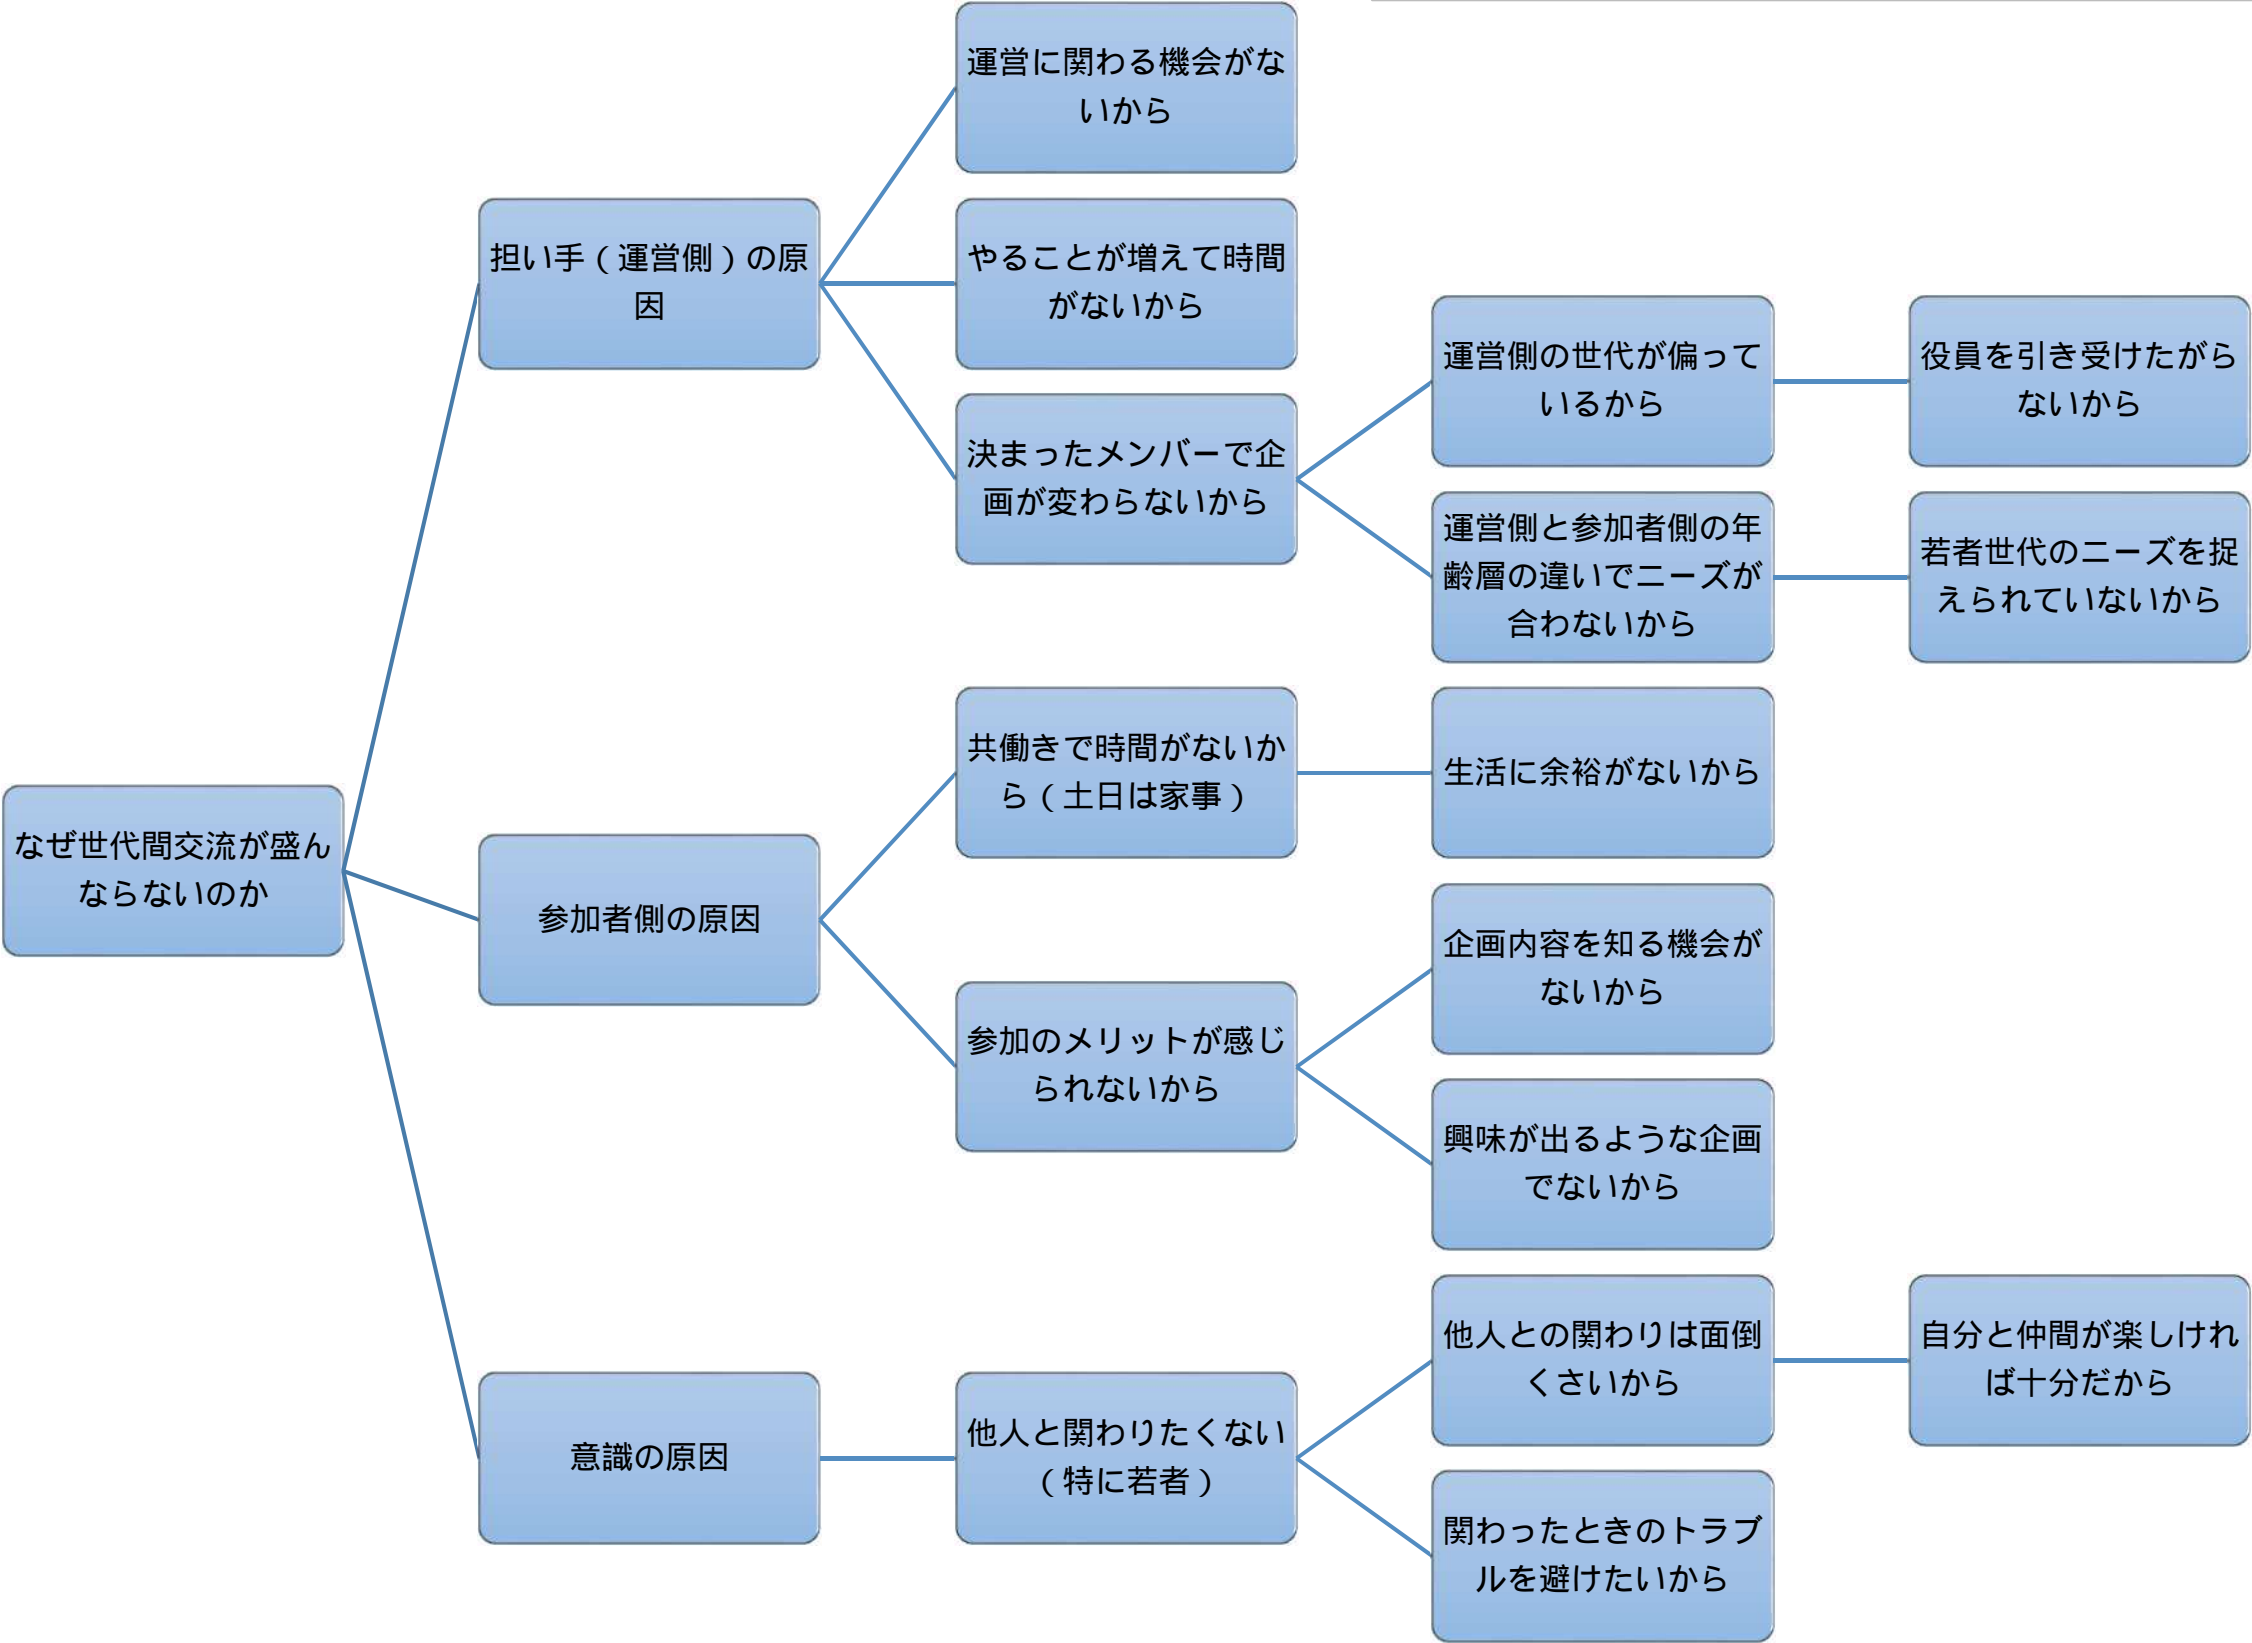 なぜ世代間交流が盛ん
ならないのか
担い手（運営側）の原
因
運営に関わる機会がな
いから
やることが増えて時間
がないから
決まったメンバーで企
画が変わらないから
運営側の世代が偏って
いるから
役員を引き受けたがら
ないから
運営側と参加者側の年
齢層の違いでニーズが
合わないから
若者世代のニーズを捉
えられていないから
参加者側の原因
共働きで時間がないか
ら（土日は家事）
生活に余裕がないから
参加のメリットが感じ
られないから
企画内容を知る機会が
ないから
興味が出るような企画
でないから
意識の原因
他人と関わりたくない
（特に若者）
他人との関わりは面倒
くさいから
自分と仲間が楽しけれ
ば十分だから
関わったときのトラブ
ルを避けたいから